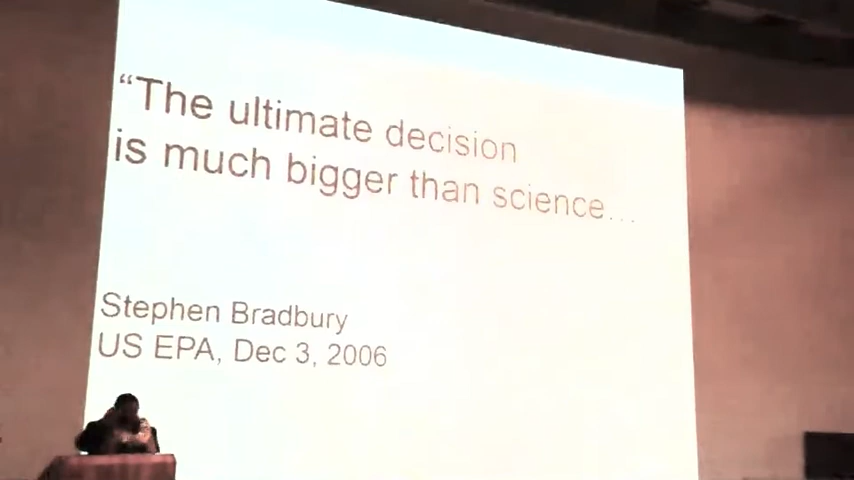 “The ultimate decision
is much bigger than science…
Stephen Bradbury
US EPA, Dec 3, 2006